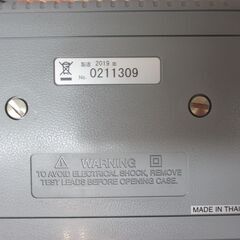 製造 2019 年
No. 0211309
WARNING
TO AVOID ELECTRICAL SHOCK, REMOVE
TEST LEADS BEFORE OPENING CASE.
MADE IN THAI